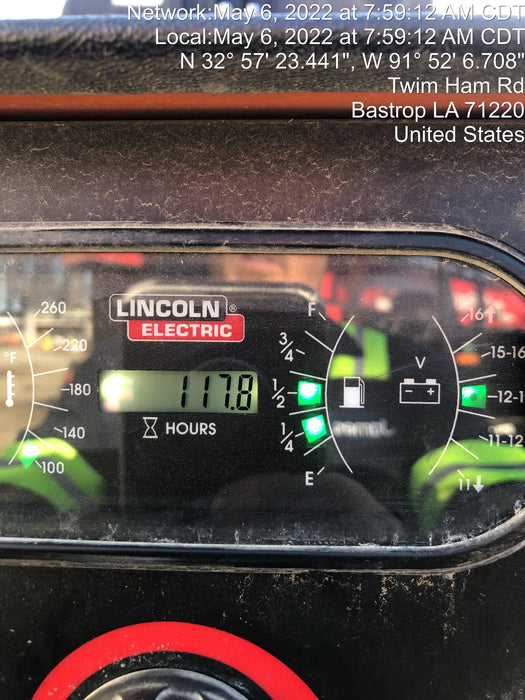 Network:May 6, 2022 at 7:59:12 AM CDT
Local:May 6, 2022 at 7:59:12 AM CDT
N 32° 57' 23.441", W 91° 52' 6.708"
Twim Ham Rd
Bastrop LA 71220
United States
260
220
°F
180
140
100
LINCOLN®
ELECTRIC
117.8
HOURS
F
3/4
1/2
1/4
E
V
16
15-16
12-1
11-12
11